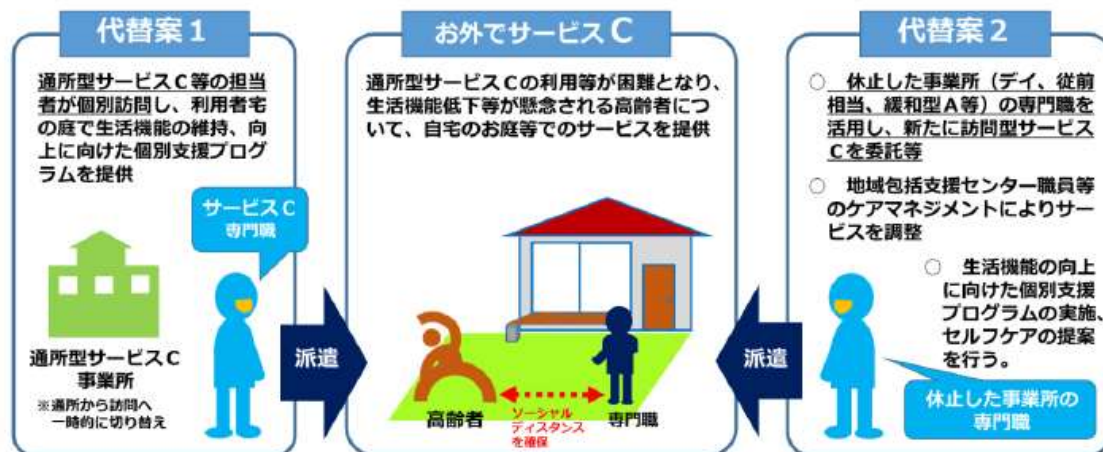 代替案1
通所型サービスC等の担当
者が個別訪問し、利用者宅
の庭で生活機能の維持、向
上に向けた個別支援プログ
ラムを提供
サービスC
専門職
通所型サービスC
事業所
※通所から訪問へ
一時的に切り替え
派遣
お外でサービスC
通所型サービスCの利用等が困難となり、
生活機能低下等が懸念される高齢者につ
いて、自宅のお庭等でのサービスを提供
高齢者
ソーシャル
ディスタンス
を確保
専門職
派遣
代替案2
○ 休止した事業所(デイ、従前
相当、緩和型A等)の専門職を
活用し、新たに訪問型サービス
Cを委託等
○ 地域包括支援センター職員等
のケアマネジメントによりサー
ビスを調整
○ 生活機能の向上
に向けた個別支援
プログラムの実施、
セルフケアの提案
を行う。
休止した事業所の
専門職